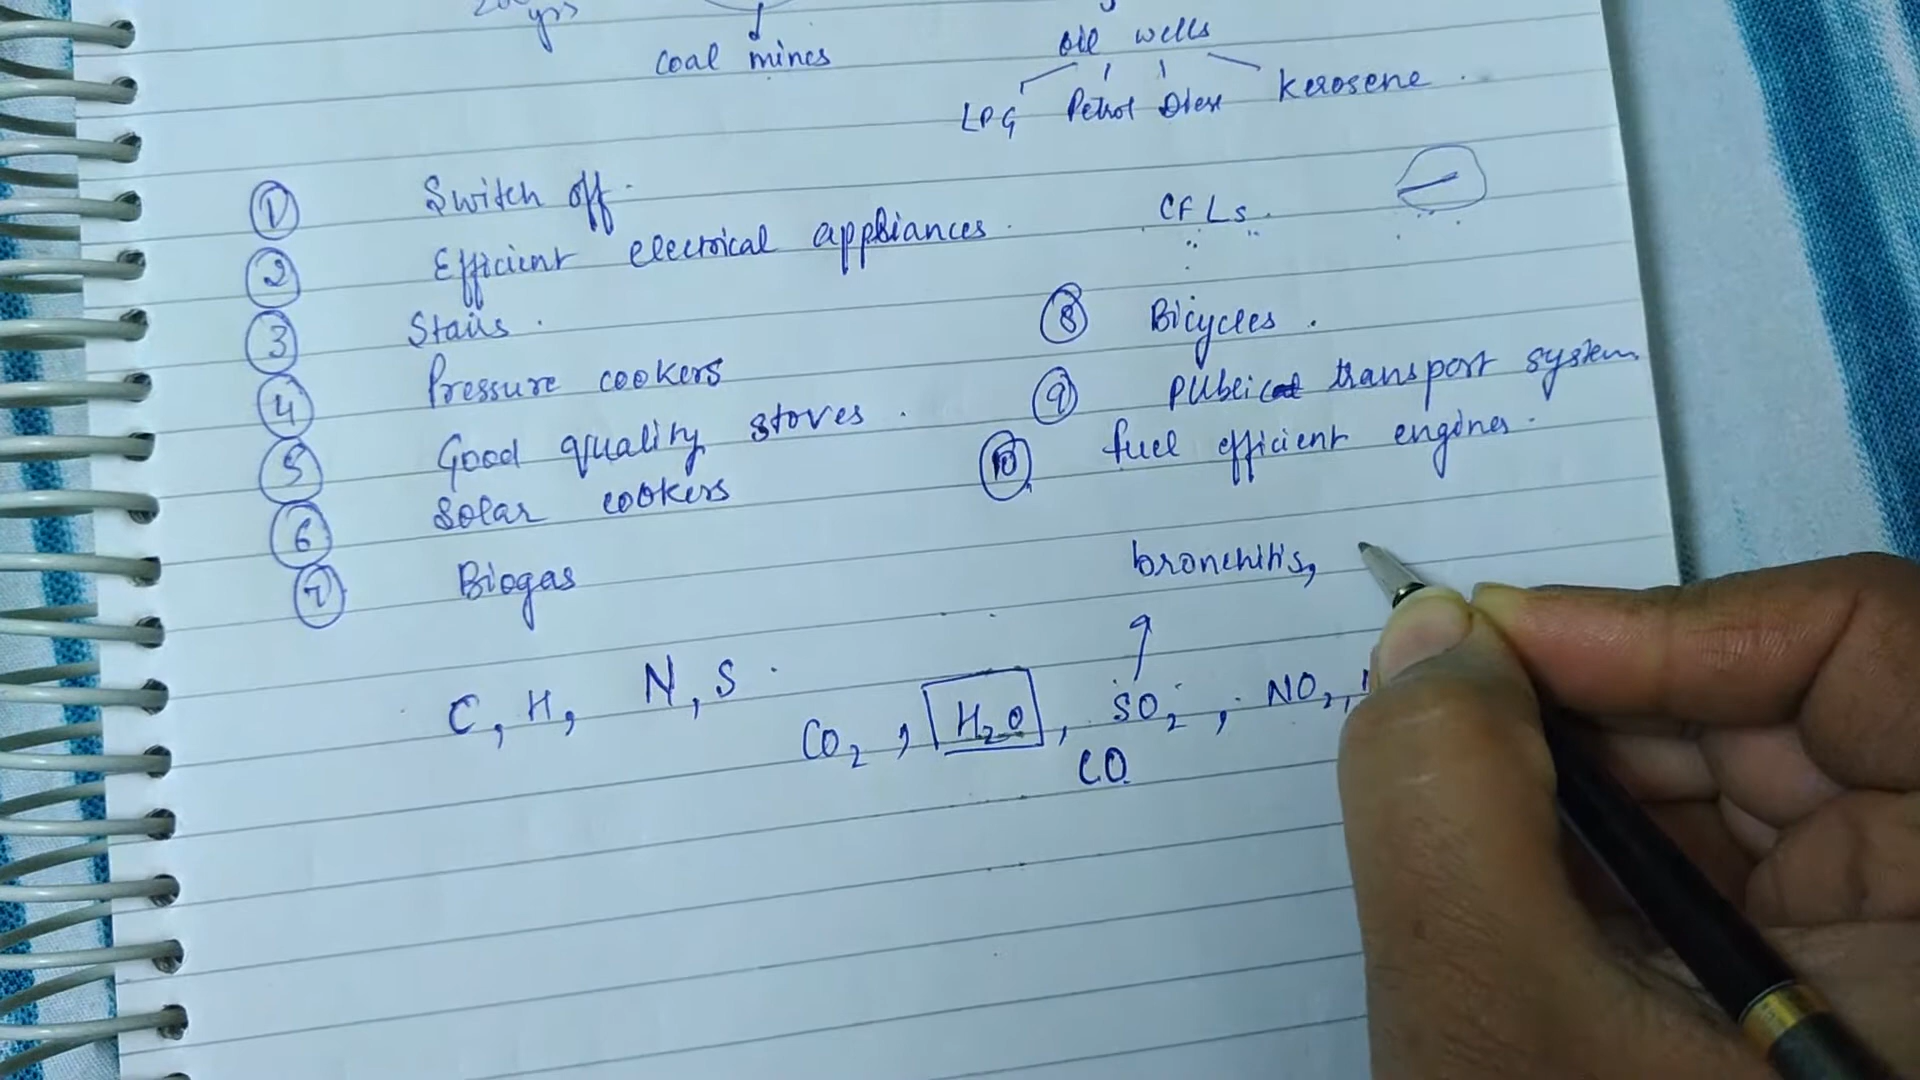 yrs
coal mines
oil wells
LPG Petrol Diesel Kerosene.
① Switch off.
② Efficient electrical appliances. CFLs.
③ Stairs.
④ Pressure cookers
⑤ Good quality stoves.
⑥ Solar cookers
⑦ Biogas
⑧ Bicycles.
⑨ Public transport system
⑩ fuel efficient engines.
bronchitis,
C, H, N, S.
CO₂, H₂O, SO₂, NO₂,
CO